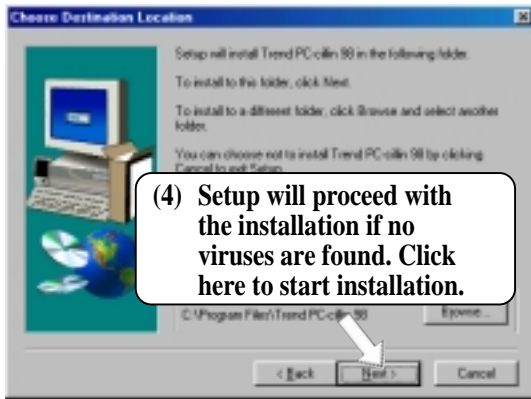 Choose Destination Location
Setup will install Trend PC-cillin 98 in the following folder.
To install to this folder, click Next.
To install to a different folder, click Browse and select another
folder.
You can choose not to install Trend PC-cillin 98 by clicking
Cancel to exit Setup.
(4) Setup will proceed with
the installation if no
viruses are found. Click
here to start installation.
C:\Program Files\Trend PC-cillin 98
Browse...
< Back
Next >
Cancel